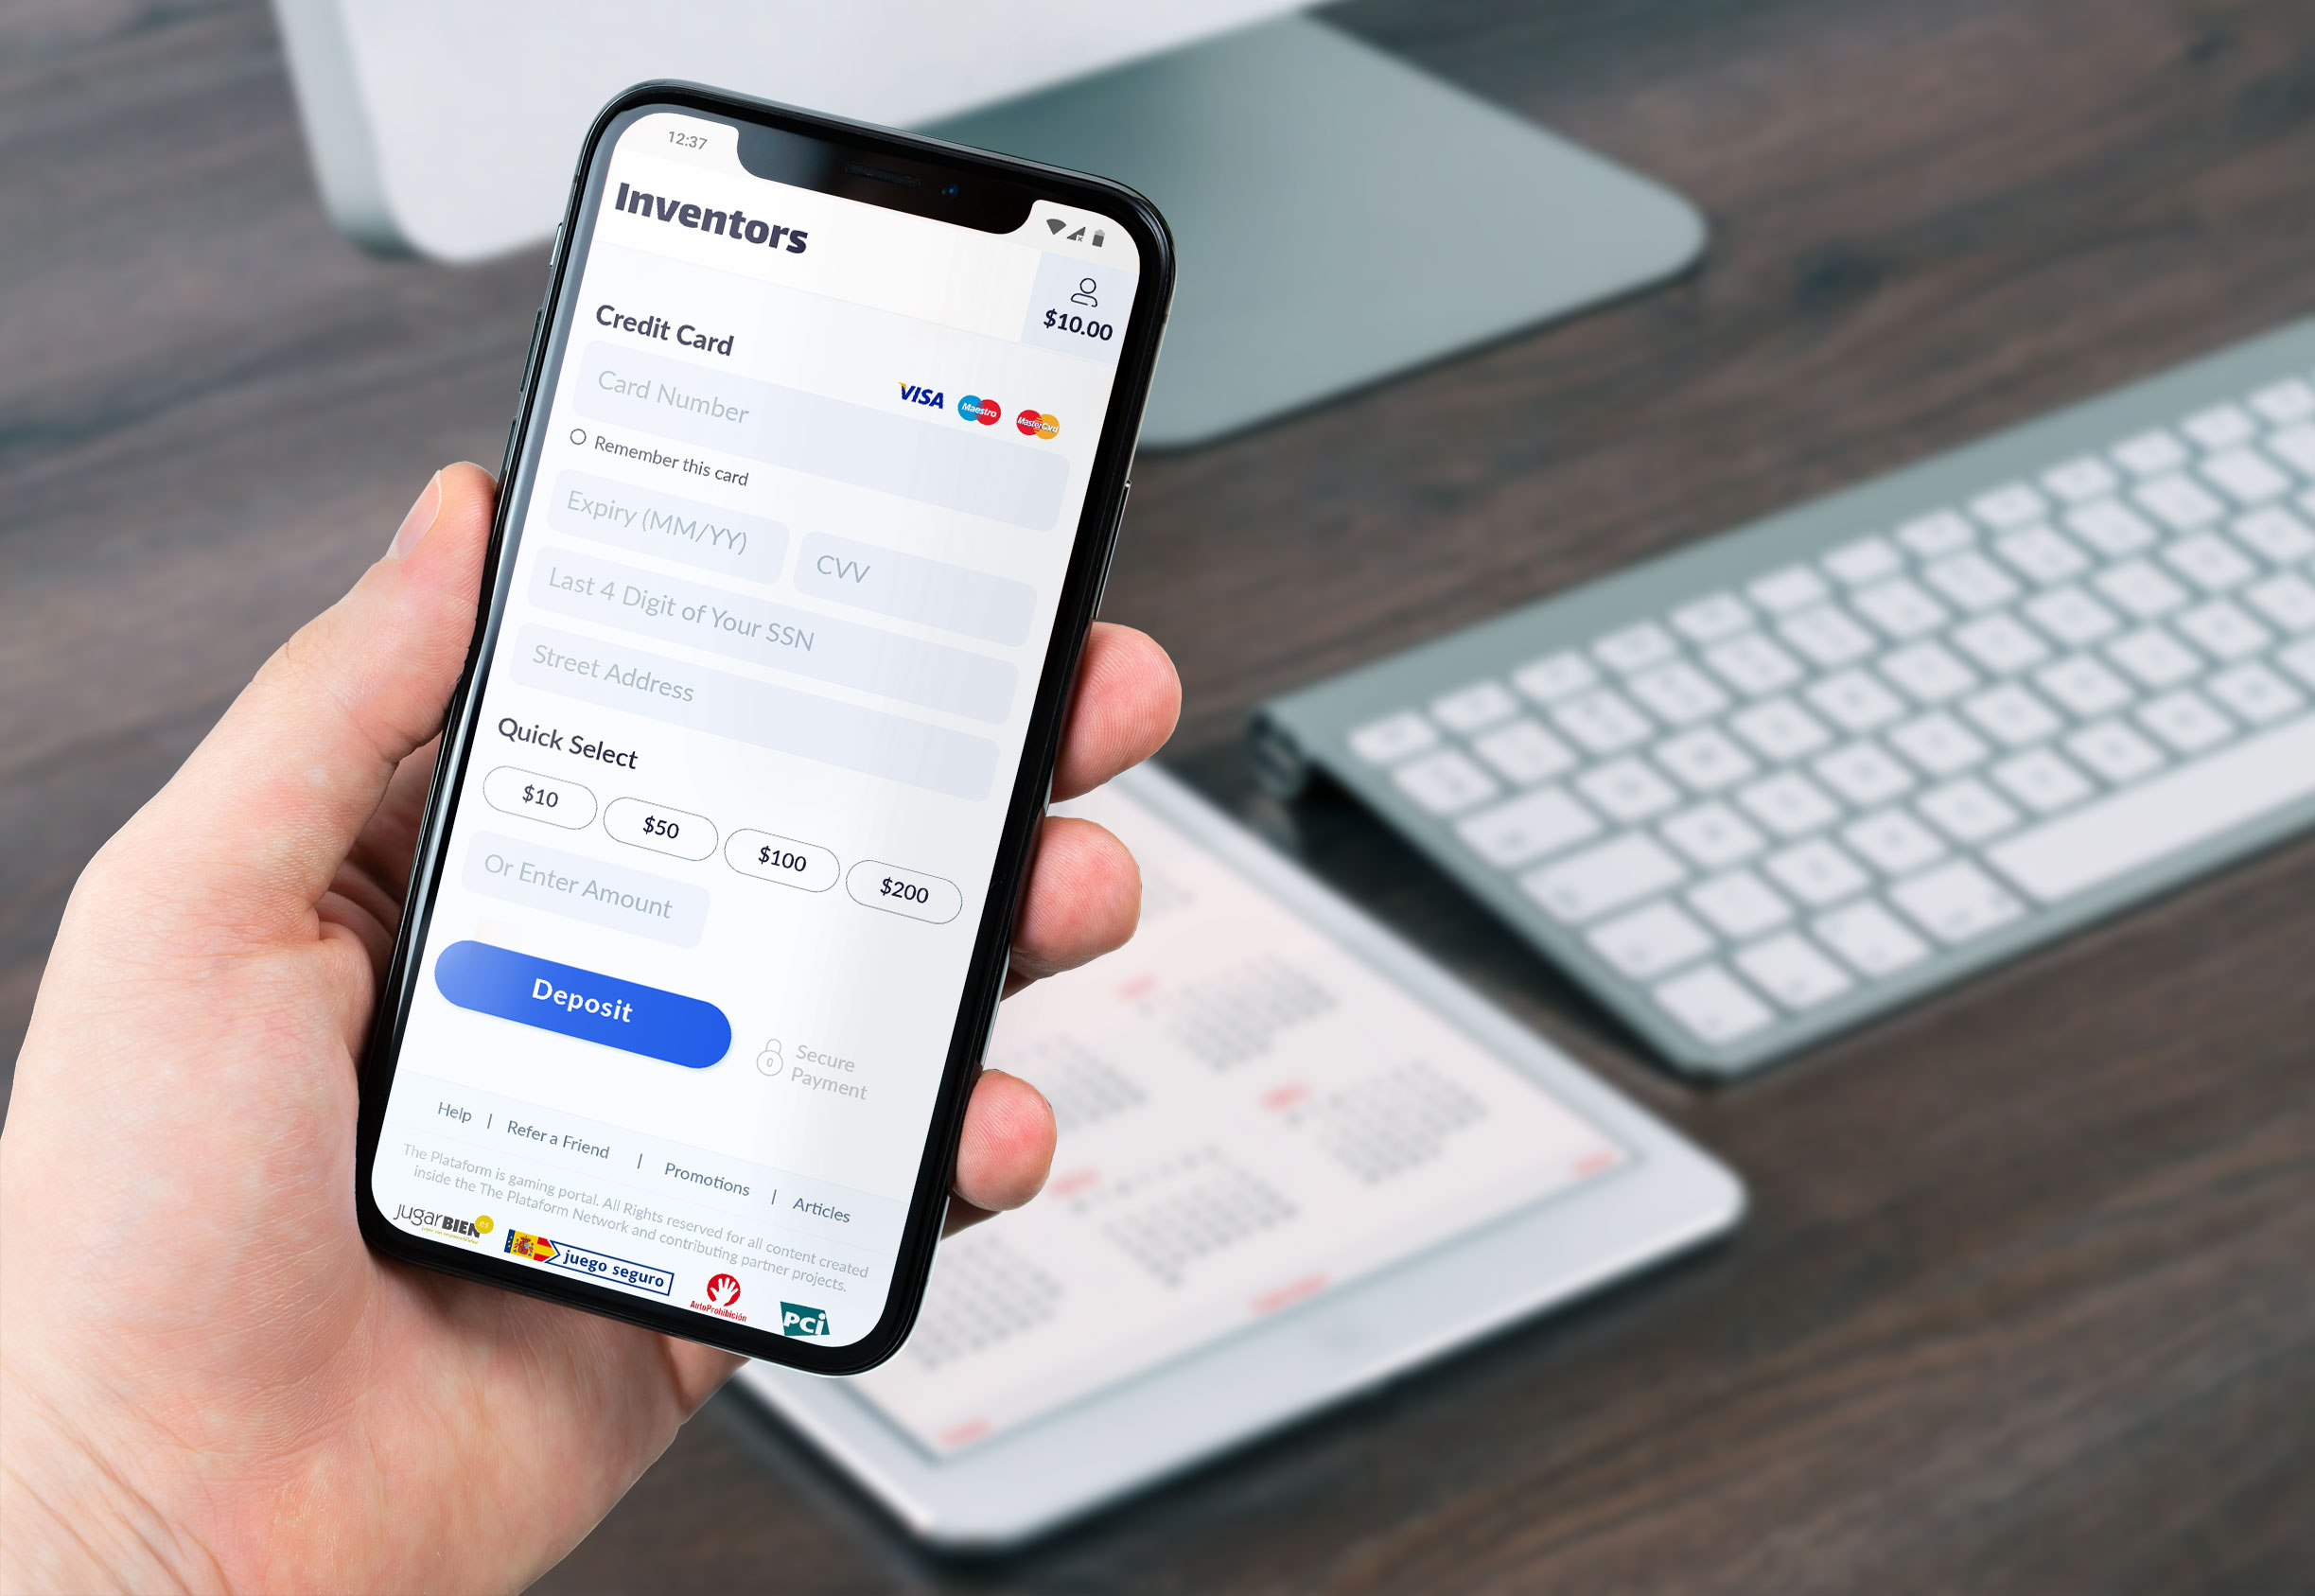 12:37
Inventors
$10.00
Credit Card
Card Number
VISA
Maestro
MasterCard
Remember this card
Expiry (MM/YY)
CVV
Last 4 Digit of Your SSN
Street Address
Quick Select
$10
$50
$100
$200
Or Enter Amount
Deposit
Secure
Payment
Help | Refer a Friend | Promotions | Articles
The Plataform is gaming portal. All Rights reserved for all content created
inside the The Plataform Network and contributing partner projects.
jugarBIEN.es
juego seguro
AutoProhibición
PCi